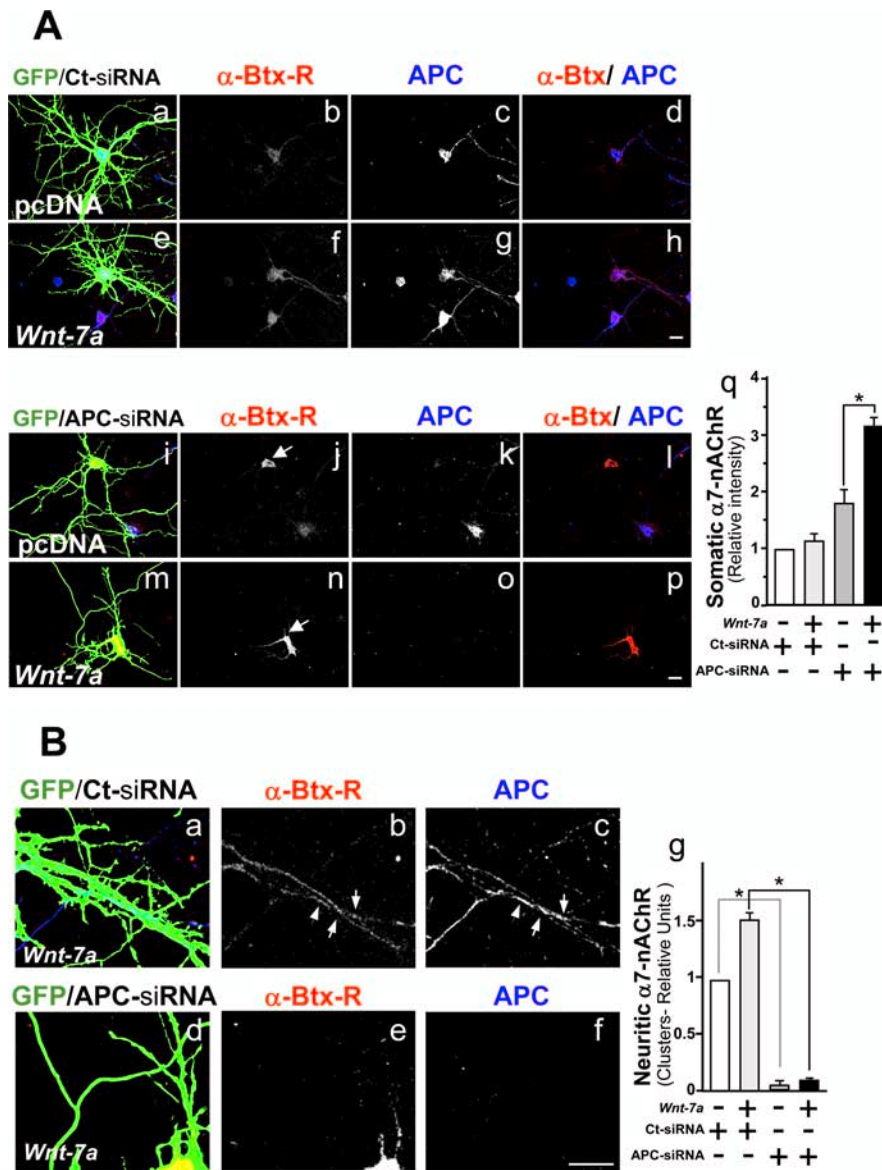 A
GFP/Ct-siRNA α-Btx-R APC α-Btx/ APC
a b c d
pcDNA
e f g h
Wnt-7a
GFP/APC-siRNA α-Btx-R APC α-Btx/ APC
i j k l
pcDNA
m n o p
Wnt-7a
q
Somatic α7-nAChR
(Relative intensity)
4
3
2
1
0
*
Wnt-7a - + - +
Ct-siRNA + + - -
APC-siRNA - - + +
B
GFP/Ct-siRNA α-Btx-R APC
a b c
Wnt-7a
GFP/APC-siRNA α-Btx-R APC
d e f
Wnt-7a
g
Neuritic α7-nAChR
(Clusters- Relative Units )
1.5
1
0.5
0
* *
Wnt-7a - + - +
Ct-siRNA + + - -
APC-siRNA - - + +